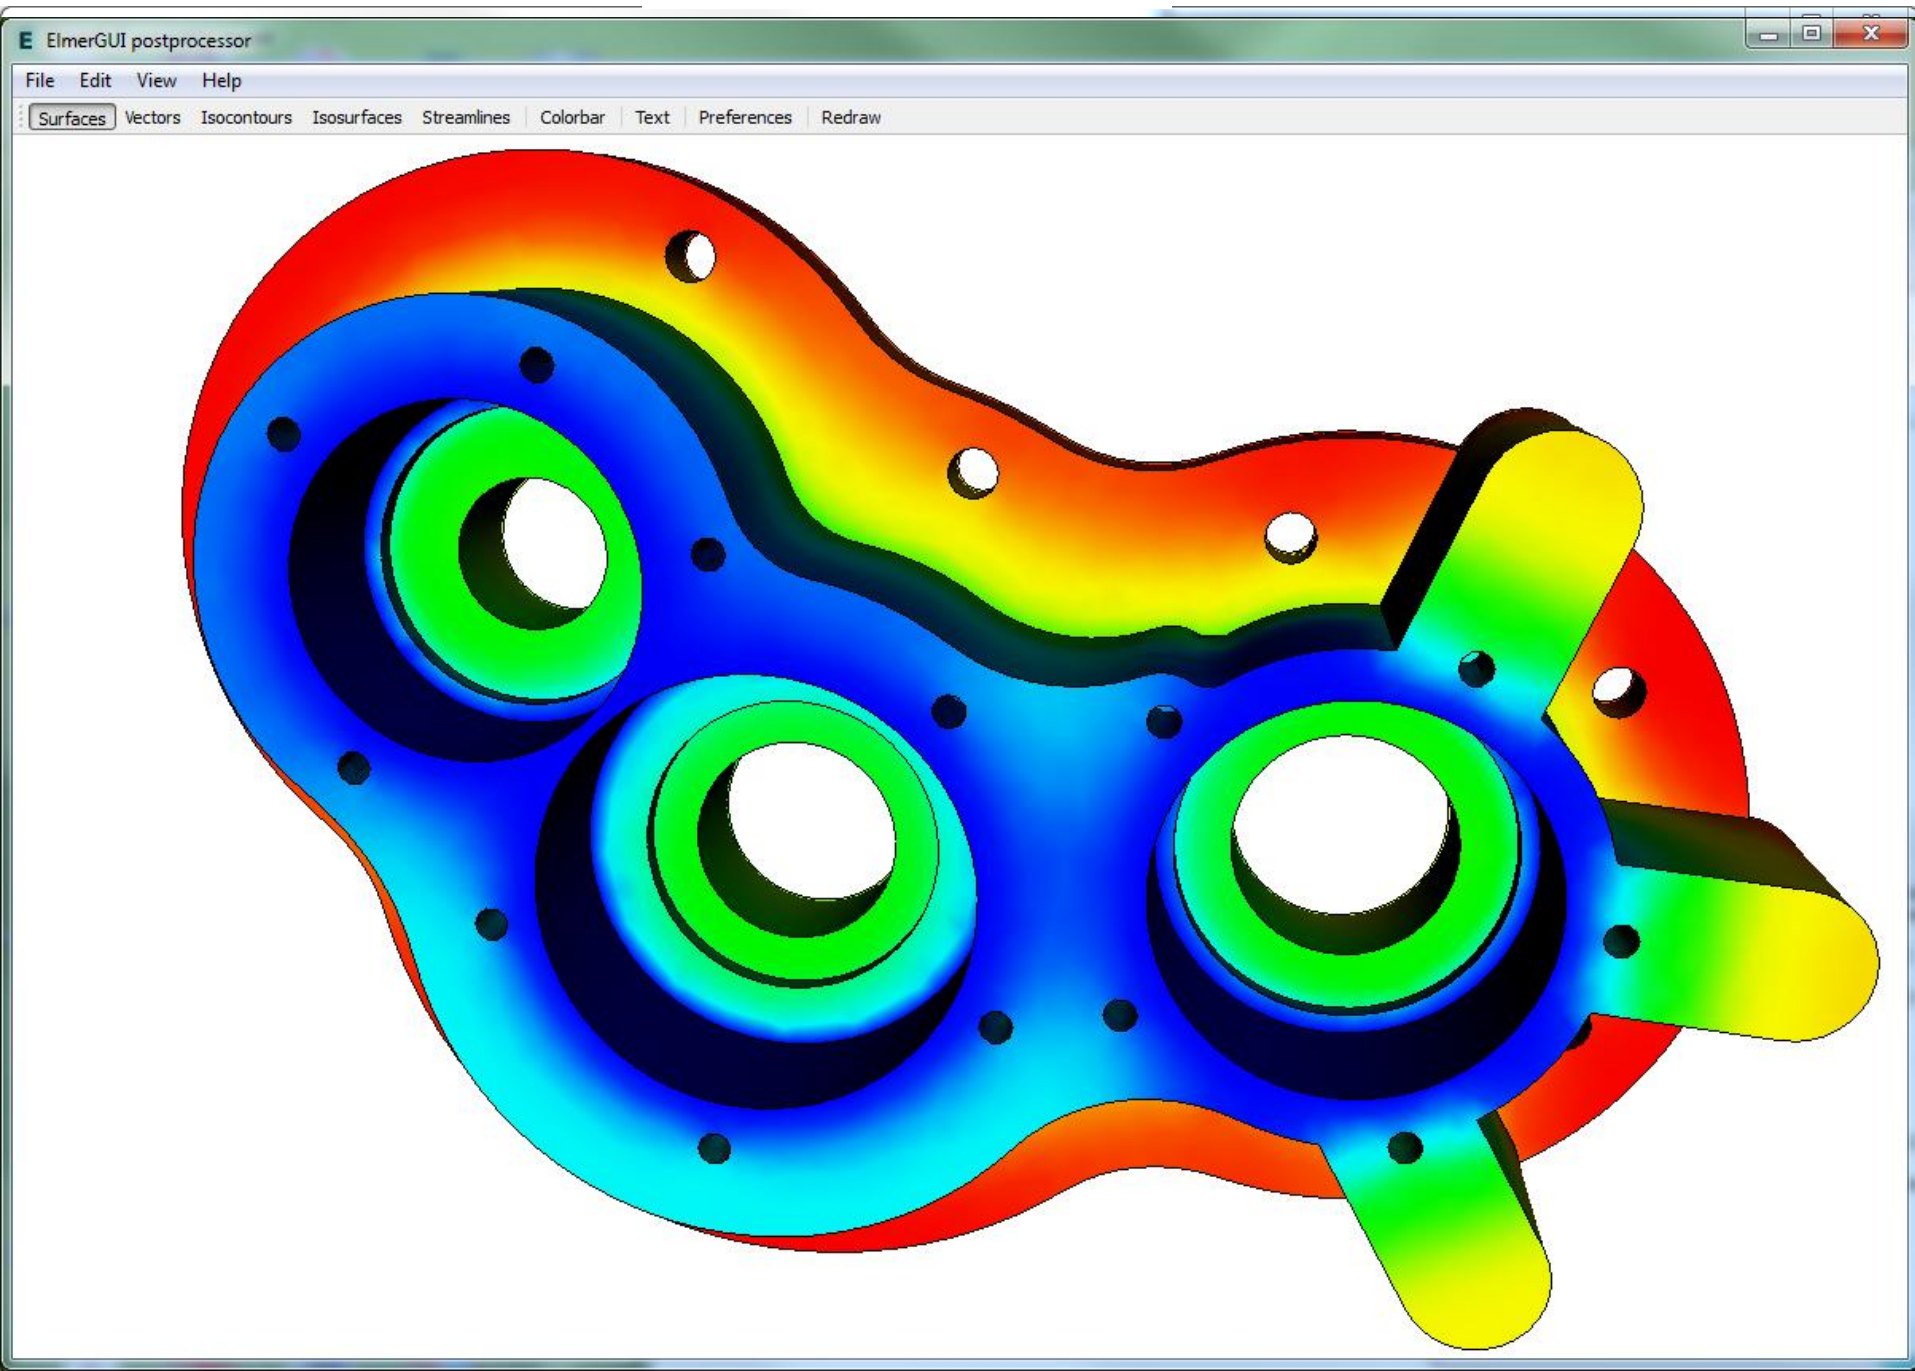 E ElmerGUI postprocessor
File Edit View Help
Surfaces Vectors Isocontours Isosurfaces Streamlines Colorbar Text Preferences Redraw